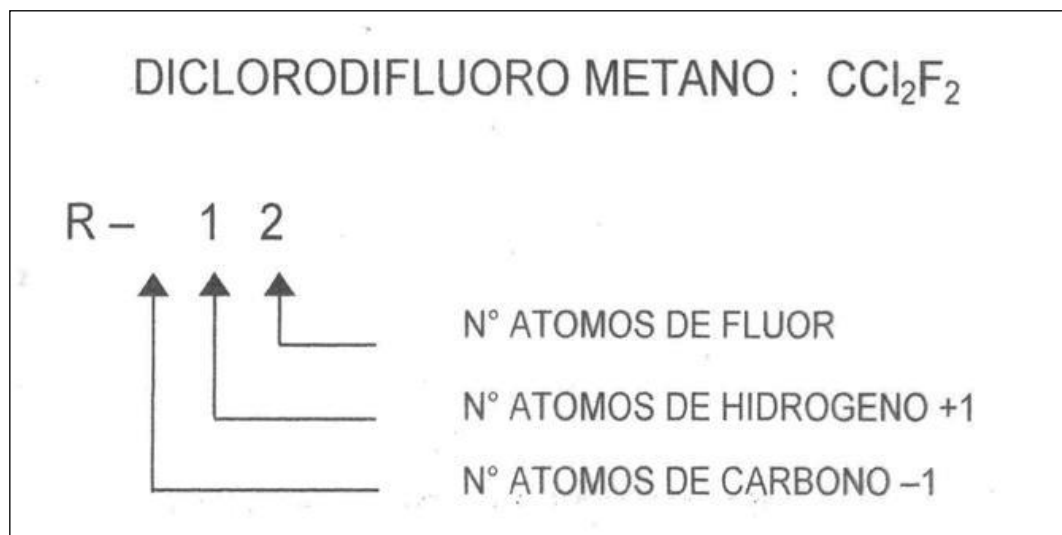 DICLORODIFLUORO METANO : CCl₂F₂
R – 1 2
N° ATOMOS DE FLUOR
N° ATOMOS DE HIDROGENO +1
N° ATOMOS DE CARBONO –1